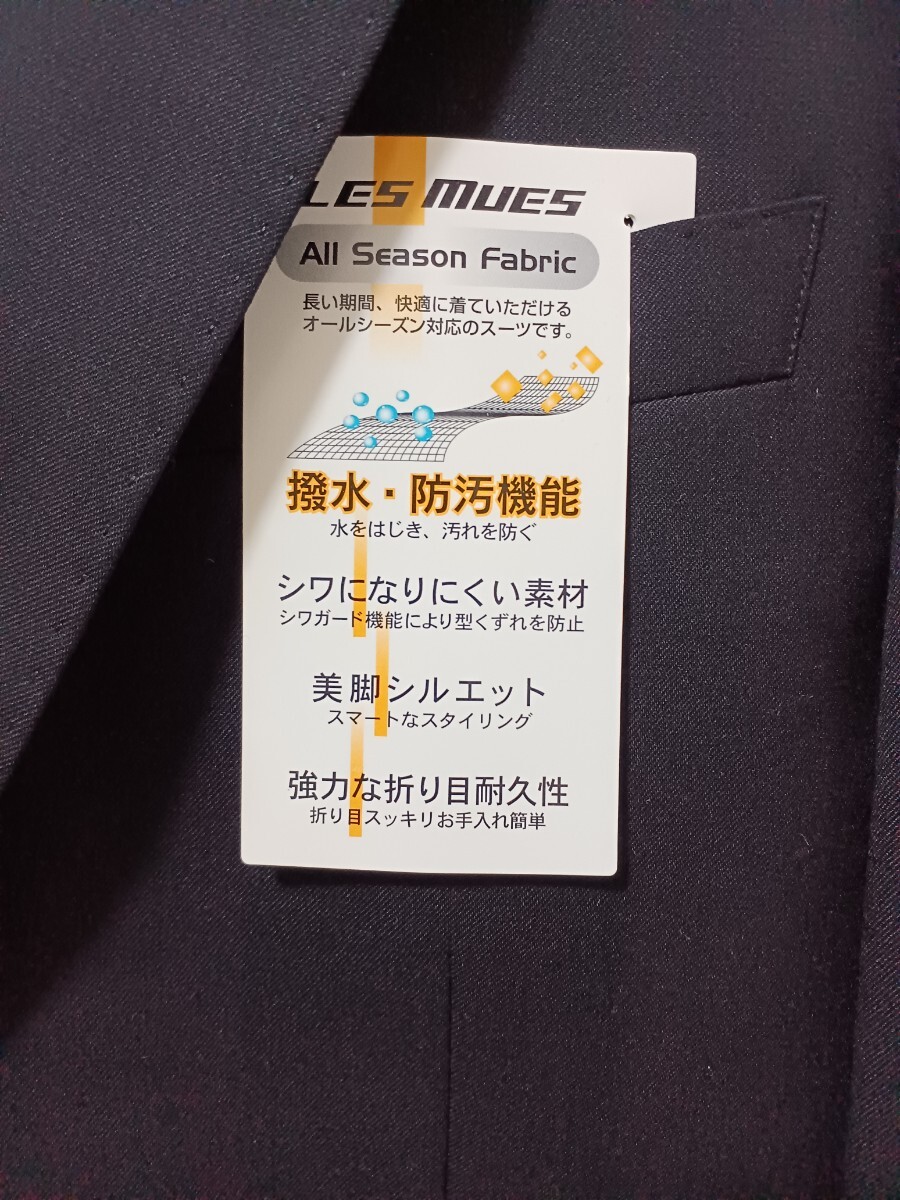 LES MUES
All Season Fabric
長い期間、快適に着ていただける
オールシーズン対応のスーツです。
撥水・防汚機能
水をはじき、汚れを防ぐ
シワになりにくい素材
シワガード機能により型くずれを防止
美脚シルエット
スマートなスタイリング
強力な折り目耐久性
折り目スッキリお手入れ簡単